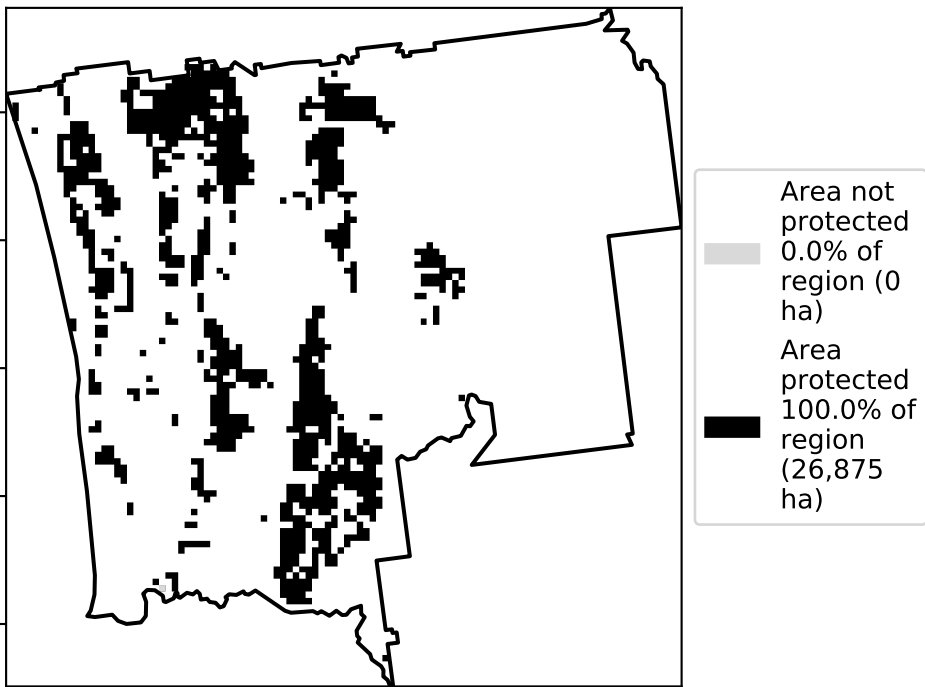 Area not
protected
0.0% of
region (0
ha)
Area
protected
100.0% of
region
(26,875
ha)